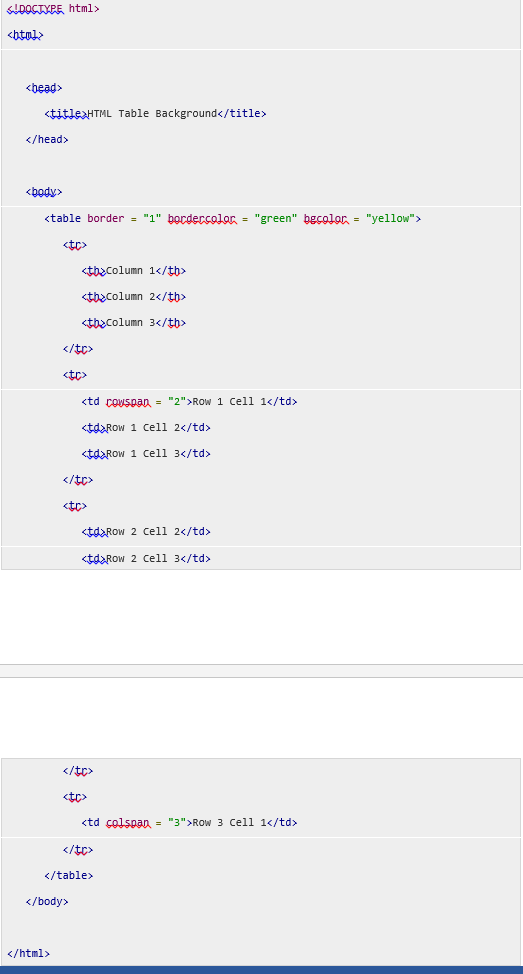 <!DOCTYPE html>
<html>
<head>
<title>HTML Table Background</title>
</head>
<body>
<table border = "1" bordercolor = "green" bgcolor = "yellow">
<tr>
<th>Column 1</th>
<th>Column 2</th>
<th>Column 3</th>
</tr>
<tr>
<td rowspan = "2">Row 1 Cell 1</td>
<td>Row 1 Cell 2</td>
<td>Row 1 Cell 3</td>
</tr>
<tr>
<td>Row 2 Cell 2</td>
<td>Row 2 Cell 3</td>
</tr>
<tr>
<td colspan = "3">Row 3 Cell 1</td>
</tr>
</table>
</body>
</html>